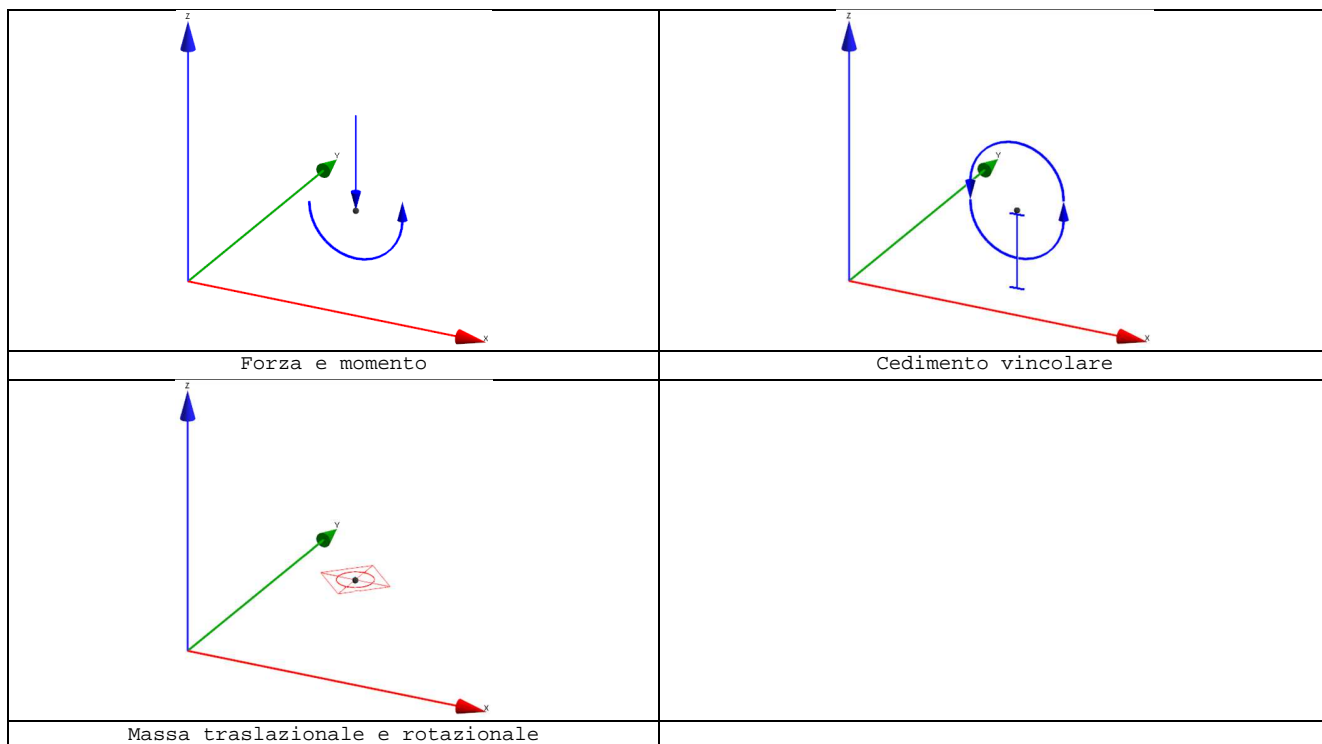 Z
Y
X
Z
Y
X
Forza e momento
Cedimento vincolare
Z
Y
X
Massa traslazionale e rotazionale